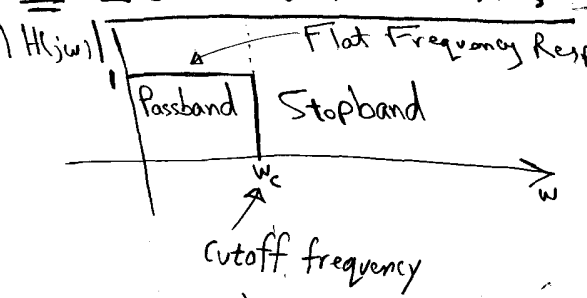 |H(jw)|
Flat Frequency Resp
1
Passband
Stopband
wc
w
Cutoff frequency